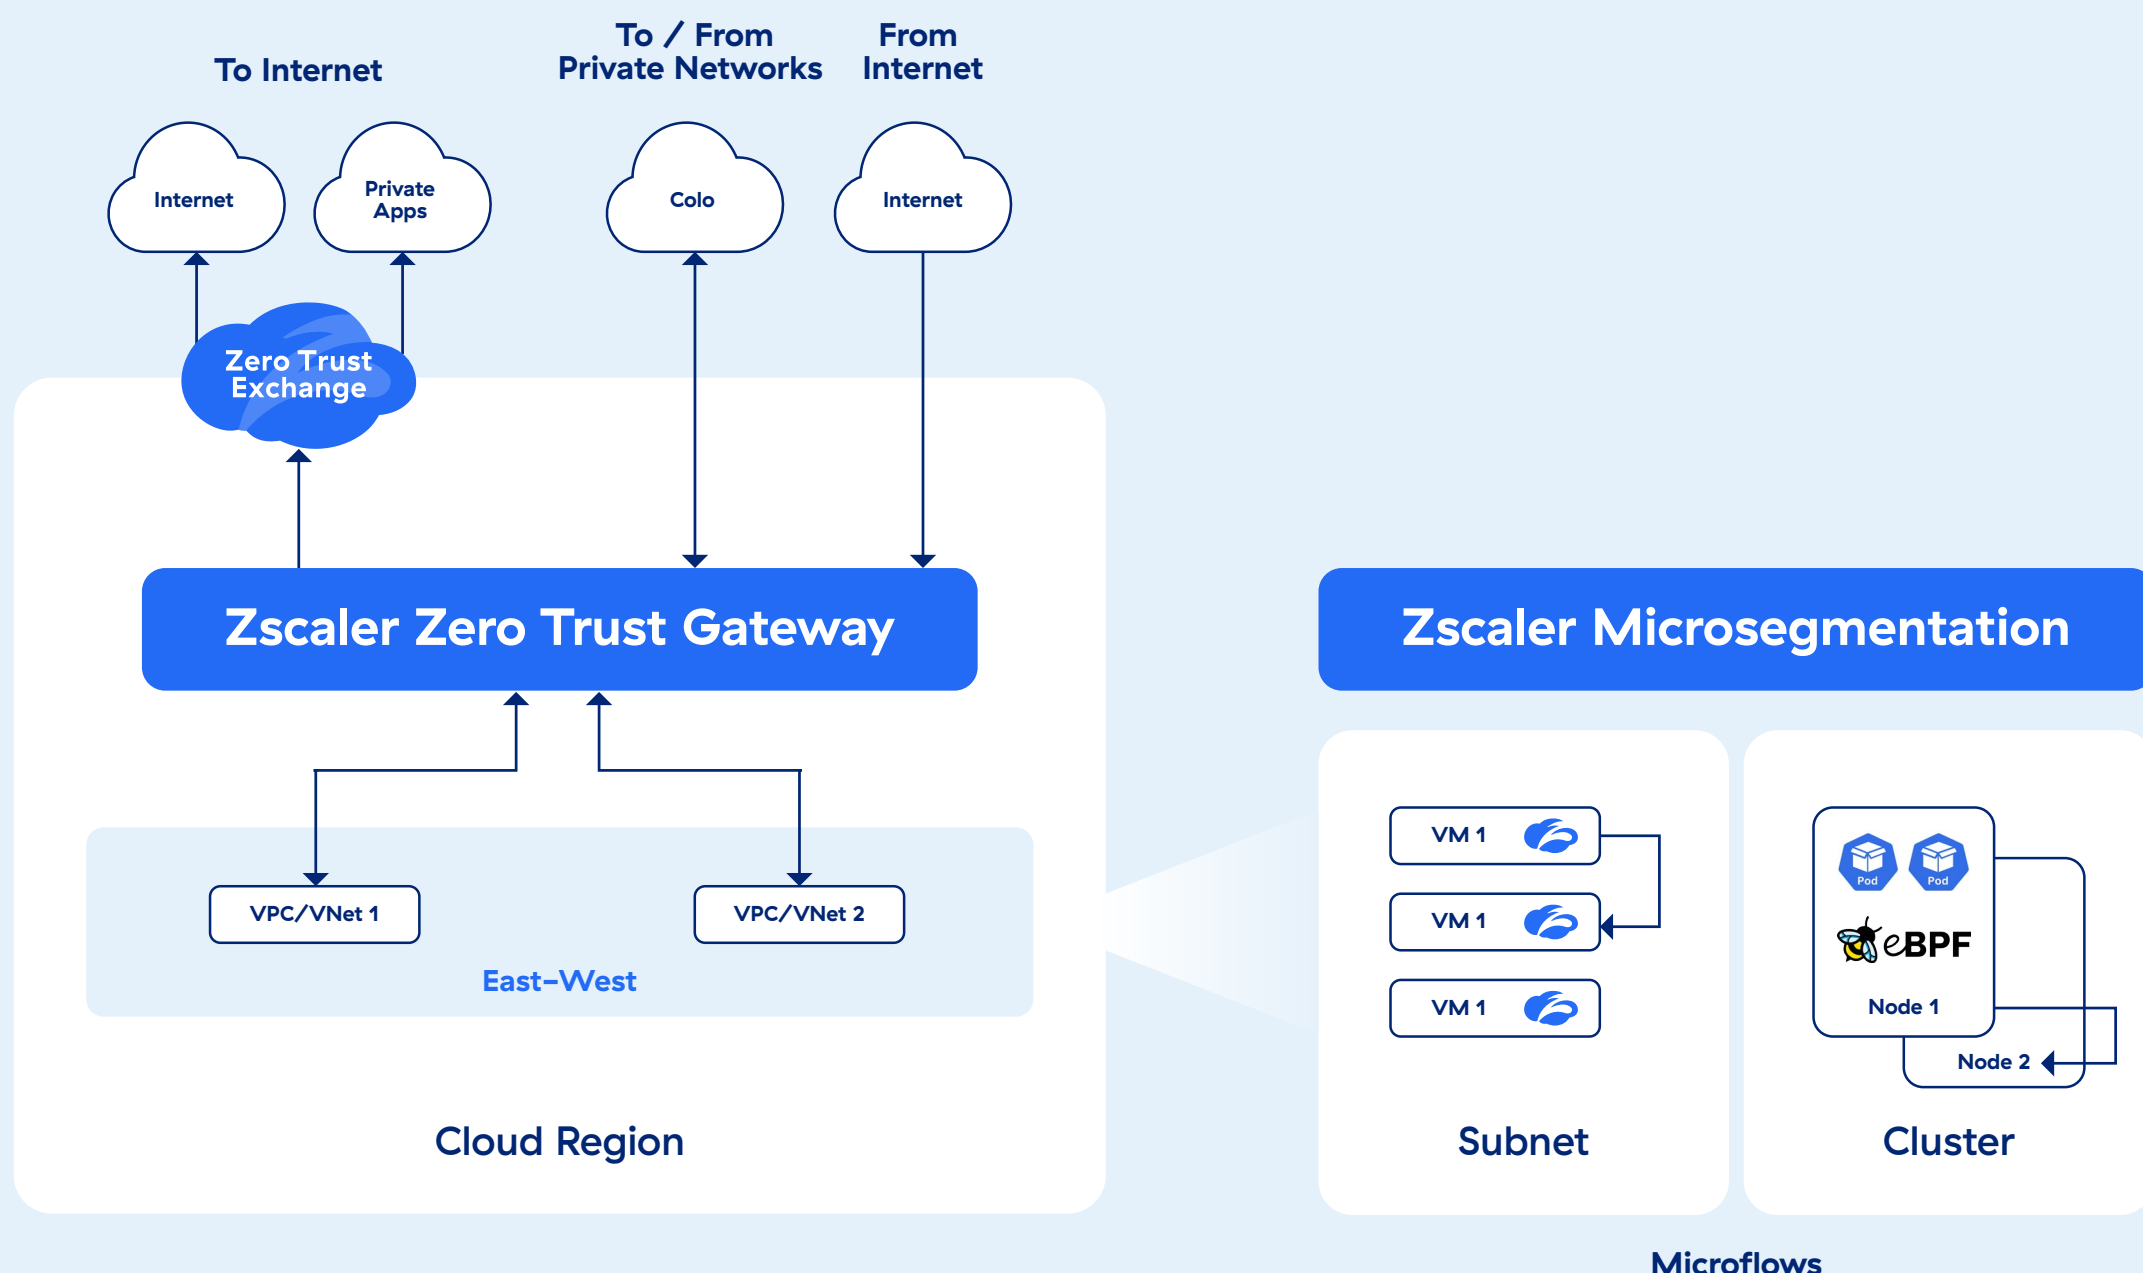 To Internet
To / From
Private Networks
From
Internet
Internet
Private
Apps
Colo
Internet
Zero Trust
Exchange
Zscaler Zero Trust Gateway
VPC/VNet 1
VPC/VNet 2
East-West
Cloud Region
Zscaler Microsegmentation
VM 1
VM 1
VM 1
Subnet
Pod
Pod
eBPF
Node 1
Node 2
Cluster
Microflows